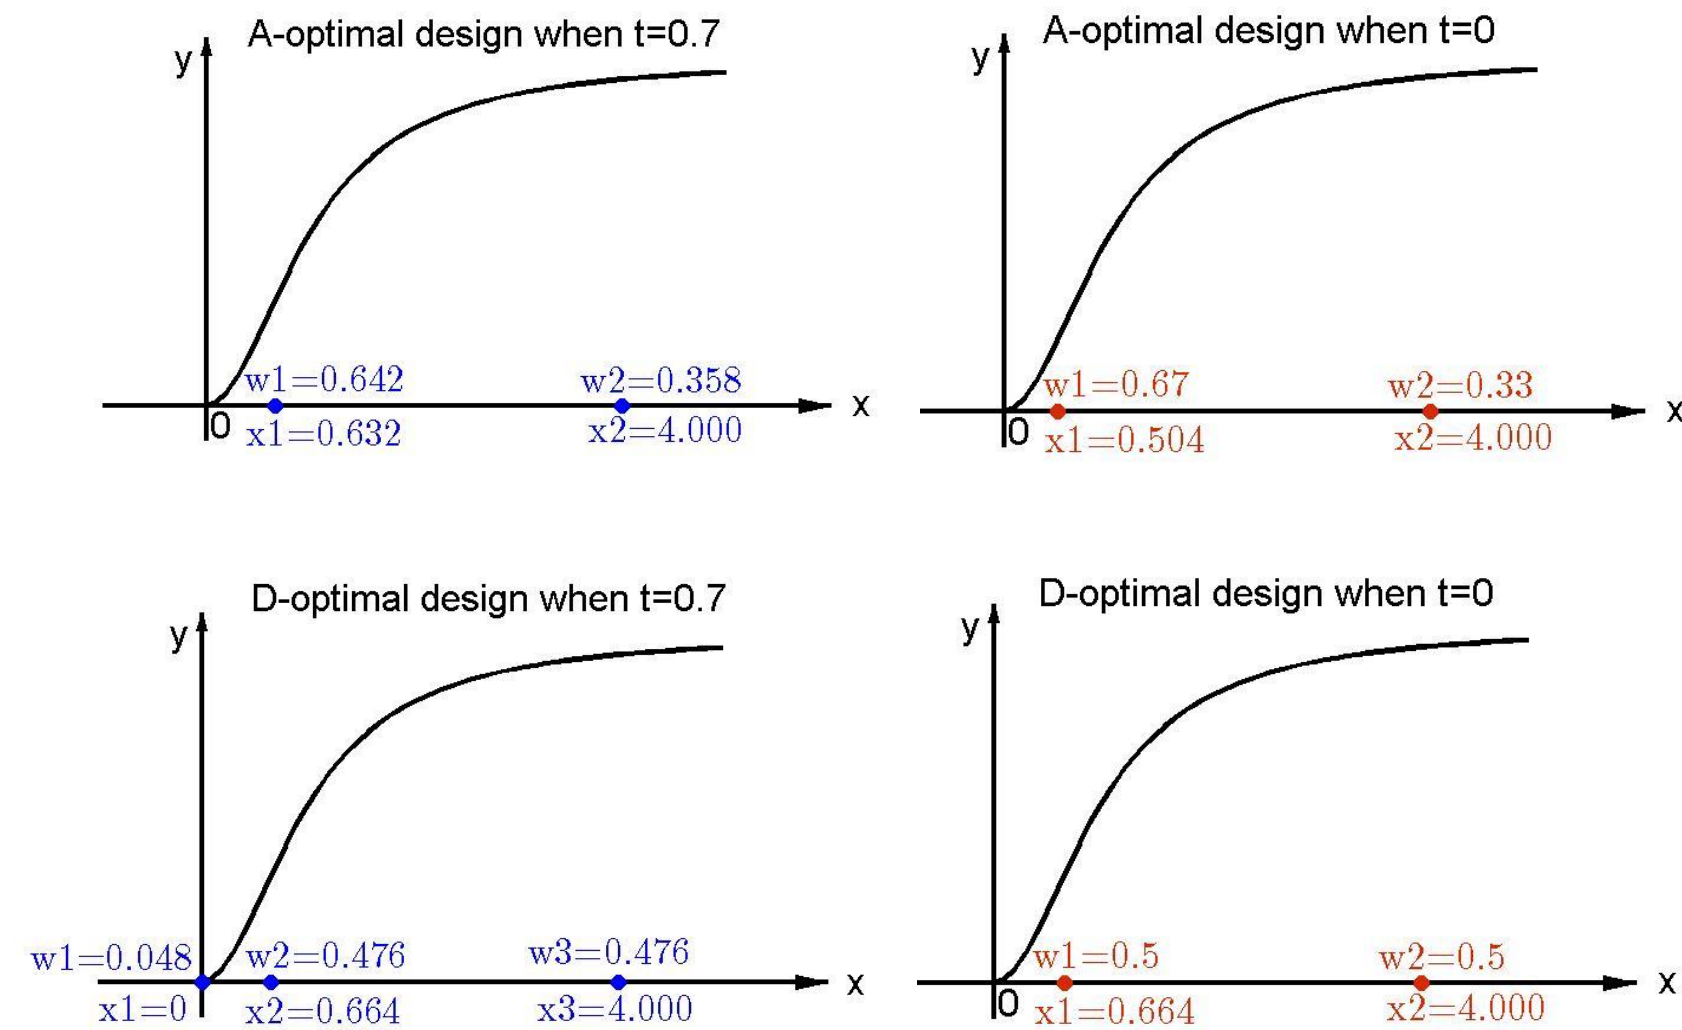 A-optimal design when t=0.7
y
w1=0.642
w2=0.358
x
0
x1=0.632
x2=4.000
A-optimal design when t=0
y
w1=0.67
w2=0.33
x
0
x1=0.504
x2=4.000
D-optimal design when t=0.7
y
w1=0.048
w2=0.476
w3=0.476
x
x1=0
x2=0.664
x3=4.000
D-optimal design when t=0
y
w1=0.5
w2=0.5
x
0
x1=0.664
x2=4.000